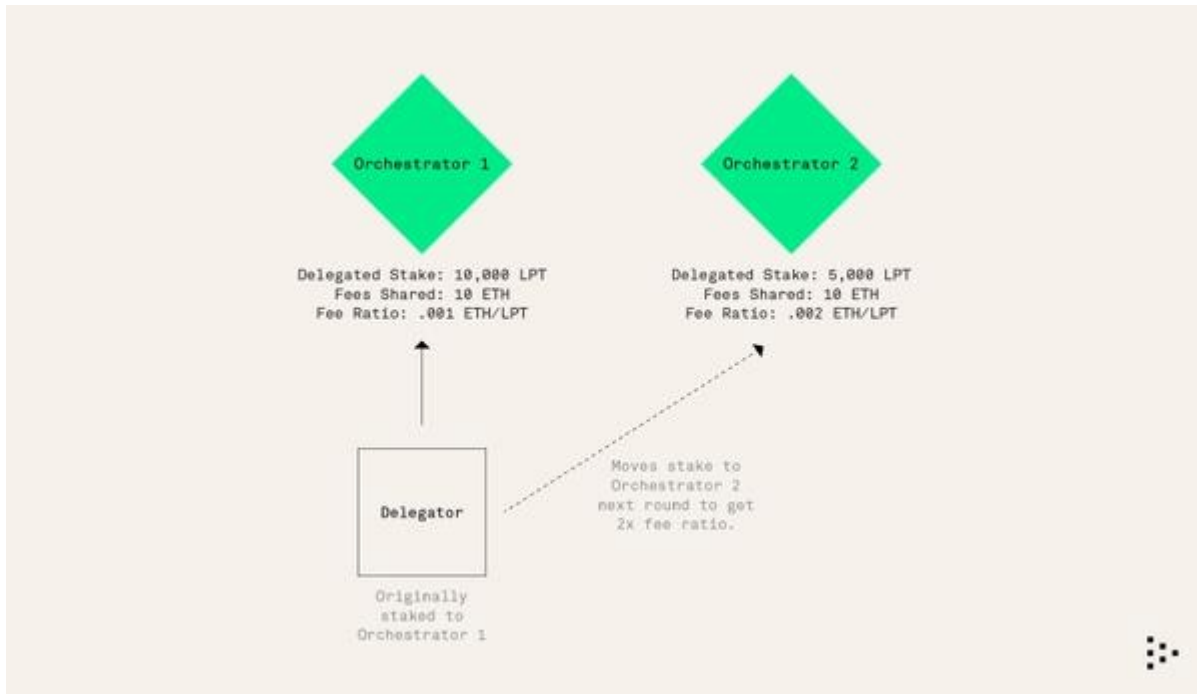 Orchestrator 1
Orchestrator 2
Delegated Stake: 10,000 LPT
Fees Shared: 10 ETH
Fee Ratio: .001 ETH/LPT
Delegated Stake: 5,000 LPT
Fees Shared: 10 ETH
Fee Ratio: .002 ETH/LPT
Moves stake to
Orchestrator 2
next round to get
2x fee ratio.
Delegator
Originally
staked to
Orchestrator 1